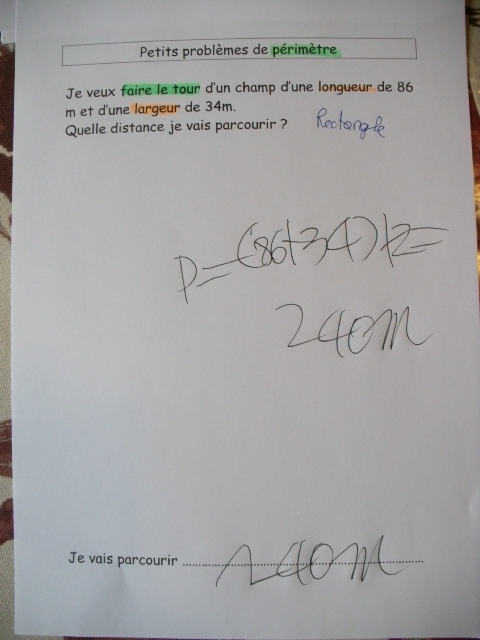 Petits problèmes de périmètre
Je veux faire le tour d'un champ d'une longueur de 86
m et d'une largeur de 34m.
Quelle distance je vais parcourir ?
Rectangle
P=(86+34)×2=
240m
Je vais parcourir ........................ 240m